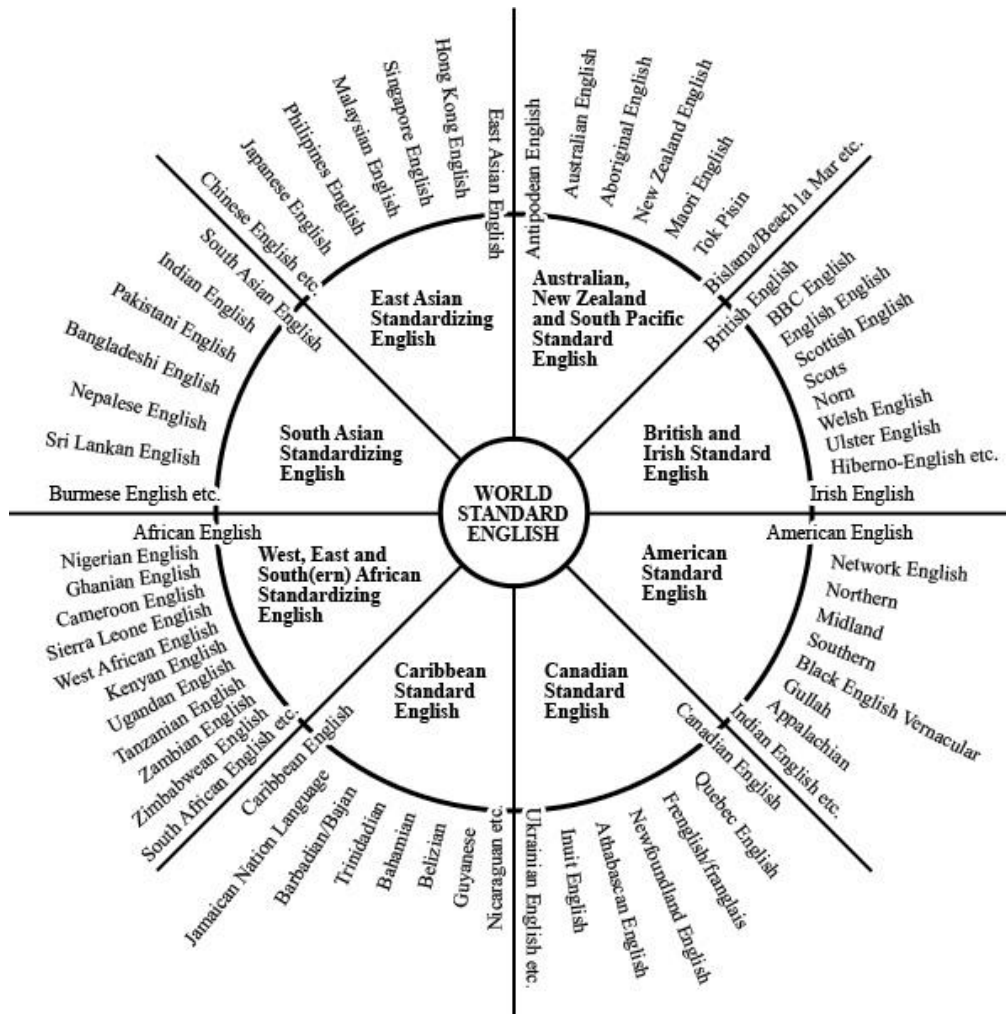 WORLD
STANDARD
ENGLISH
Australian,
New Zealand
and South Pacific
Standard
English
Antipodean English
Australian English
Aboriginal English
New Zealand English
Maori English
Tok Pisin
Bislama/Beach la Mar etc.
British and
Irish Standard
English
British English
BBC English
English English
Scottish English
Scots
Norn
Welsh English
Ulster English
Hiberno-English etc.
Irish English
American
Standard
English
American English
Network English
Northern
Midland
Southern
Black English Vernacular
Gullah
Appalachian
Indian English etc.
Canadian
Standard
English
Canadian English
Quebec English
Frenglish/franglais
Newfoundland English
Athabascan English
Inuit English
Ukrainian English etc.
Caribbean
Standard
English
Caribbean English
Jamaican Nation Language
Barbadian/Bajan
Trinidadian
Bahamian
Belizian
Guyanese
Nicaraguan etc.
West, East and
South(ern) African
Standardizing
English
African English
Nigerian English
Ghanian English
Cameroon English
Sierra Leone English
West African English
Kenyan English
Ugandan English
Tanzanian English
Zambian English
Zimbabwean English
South African English etc.
South Asian
Standardizing
English
South Asian English
Indian English
Pakistani English
Bangladeshi English
Nepalese English
Sri Lankan English
Burmese English etc.
East Asian
Standardizing
English
East Asian English
Hong Kong English
Singapore English
Malaysian English
Philipines English
Japanese English
Chinese English etc.